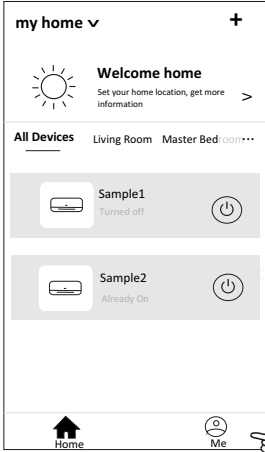 my home
+
Welcome home
Set your home location, get more
information
>
All Devices Living Room Master Bedroom ...
Sample1
Turned off
Sample2
Already On
Home Me